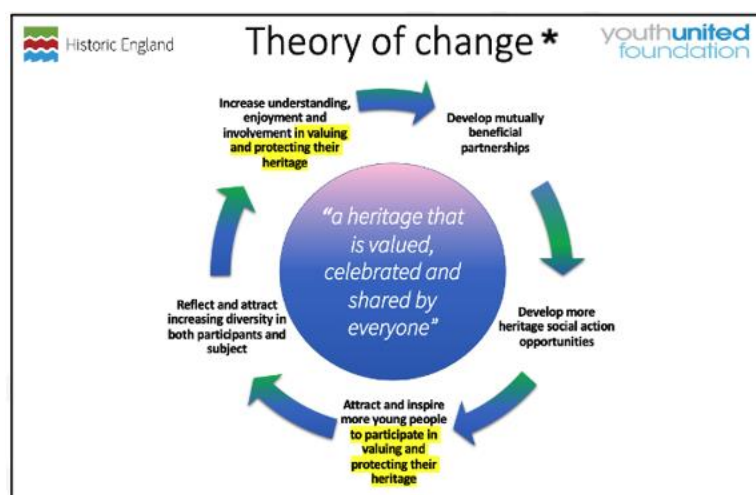 Historic England
Theory of change *
youthunited
foundation
Increase understanding,
enjoyment and
involvement in valuing
and protecting their
heritage
Develop mutually
beneficial
partnerships
"a heritage that
is valued,
celebrated and
shared by
everyone"
Reflect and attract
increasing diversity in
both participants and
subject
Develop more
heritage social action
opportunities
Attract and inspire
more young people
to participate in
valuing and
protecting their
heritage